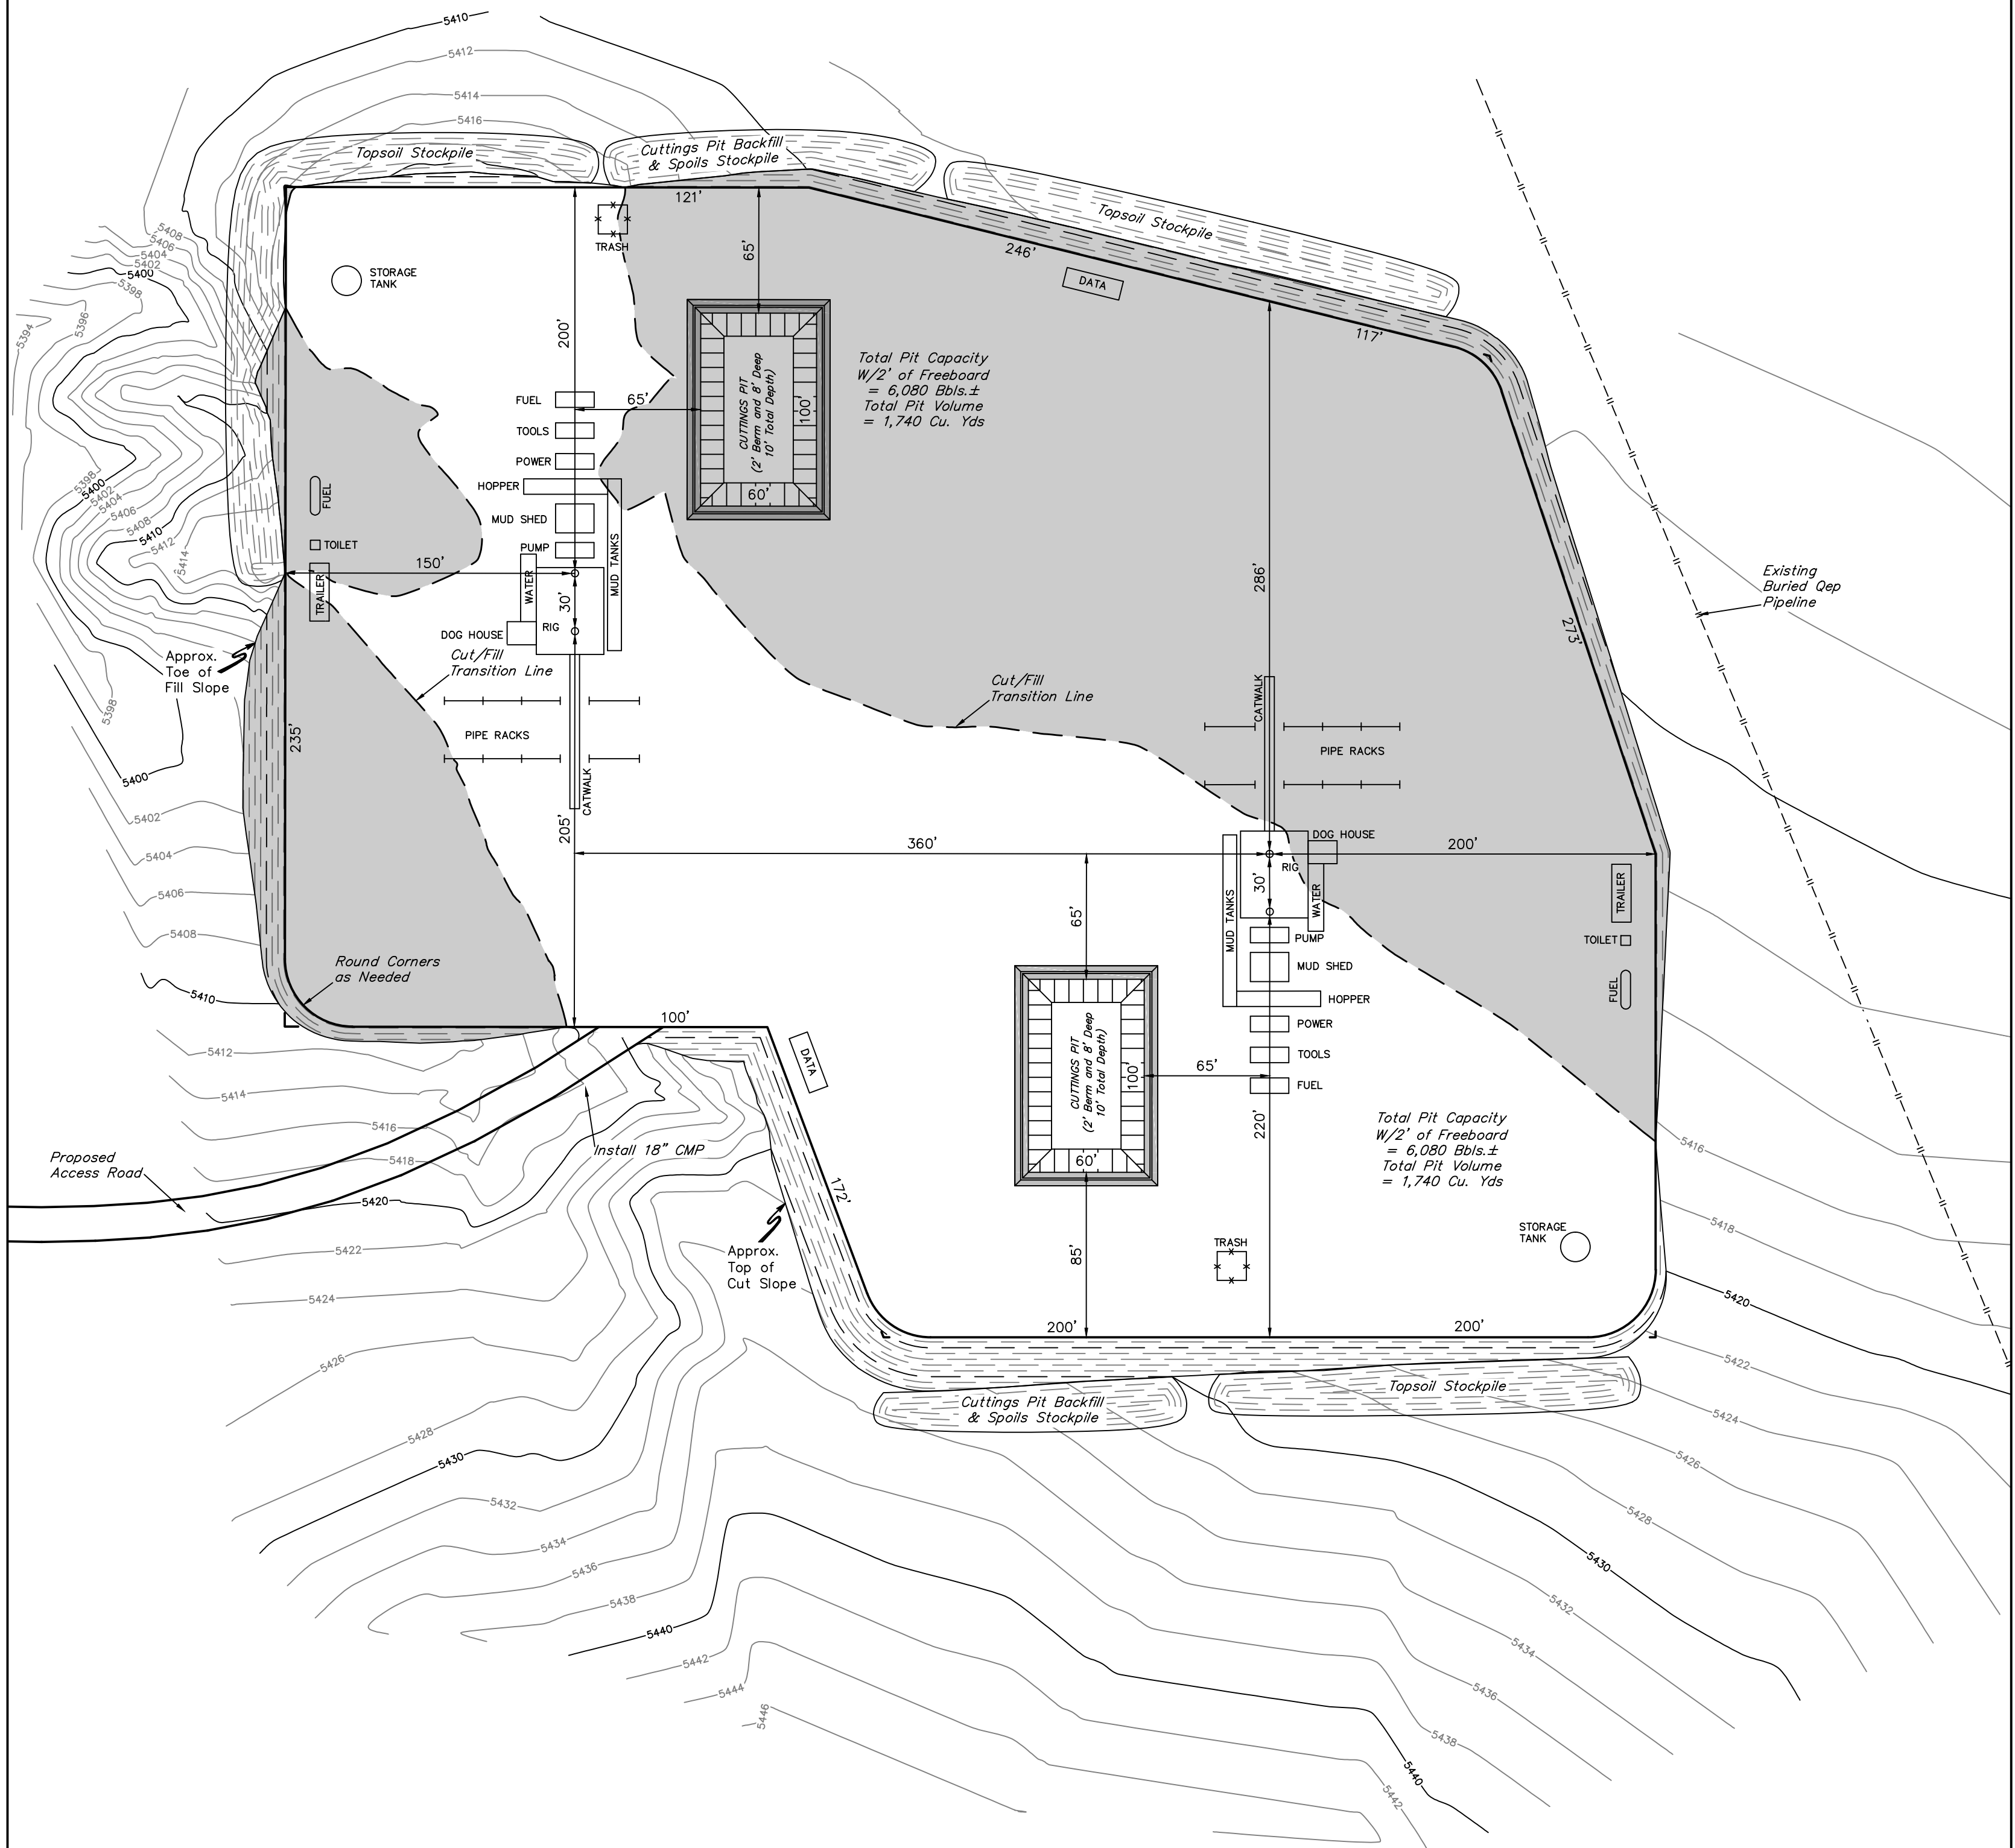 5410
5412
5414
5416
Topsoil Stockpile
Cuttings Pit Backfill
& Spoils Stockpile
Topsoil Stockpile
121'
TRASH
65'
246'
DATA
117'
5408
5406
5404
5402
5400
5398
5396
5394
STORAGE
TANK
200'
FUEL
65'
TOOLS
POWER
HOPPER
MUD SHED
PUMP
MUD TANKS
WATER
30'
RIG
DOG HOUSE
CUTTINGS PIT
(2' Berm and 8' Deep
10' Total Depth)
100'
60'
Total Pit Capacity
W/2' of Freeboard
= 6,080 Bbls.±
Total Pit Volume
= 1,740 Cu. Yds
5398
5400
5402
5404
5406
5408
5410
5412
5414
FUEL
TOILET
TRAILER
150'
286'
273'
Existing
Buried Qep
Pipeline
Approx.
Toe of
Fill Slope
Cut/Fill
Transition Line
Cut/Fill
Transition Line
5398
5400
235'
PIPE RACKS
CATWALK
205'
CATWALK
PIPE RACKS
5402
5404
5406
5408
5410
360'
DOG HOUSE
RIG
200'
30'
WATER
MUD TANKS
PUMP
MUD SHED
HOPPER
POWER
TOOLS
FUEL
TRAILER
TOILET
FUEL
65'
Round Corners
as Needed
100'
DATA
CUTTINGS PIT
(2' Berm and 8' Deep
10' Total Depth)
100'
60'
65'
220'
Total Pit Capacity
W/2' of Freeboard
= 6,080 Bbls.±
Total Pit Volume
= 1,740 Cu. Yds
5412
5414
5416
5418
5420
5422
5424
5426
5428
5430
5432
5434
5436
5438
5440
5442
5444
5446
Proposed
Access Road
Install 18" CMP
172'
Approx.
Top of
Cut Slope
85'
TRASH
STORAGE
TANK
200'
200'
Cuttings Pit Backfill
& Spoils Stockpile
Topsoil Stockpile
5416
5418
5420
5422
5424
5426
5428
5430
5432
5434
5436
5438
5440
5442